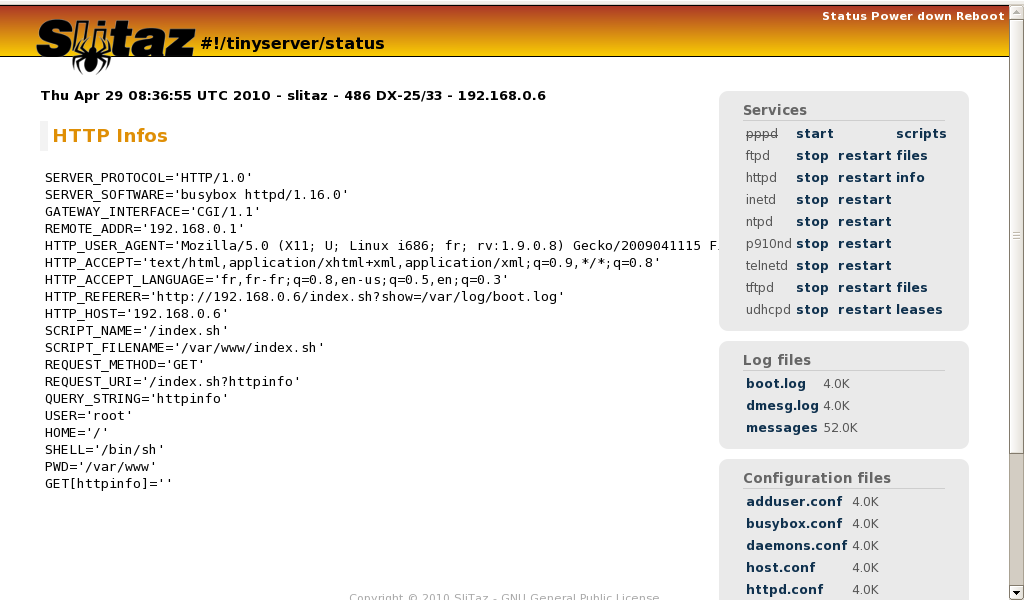 Status Power down Reboot
SliTaz #!/tinyserver/status
Thu Apr 29 08:36:55 UTC 2010 - slitaz - 486 DX-25/33 - 192.168.0.6
HTTP Infos
SERVER_PROTOCOL='HTTP/1.0'
SERVER_SOFTWARE='busybox httpd/1.16.0'
GATEWAY_INTERFACE='CGI/1.1'
REMOTE_ADDR='192.168.0.1'
HTTP_USER_AGENT='Mozilla/5.0 (X11; U; Linux i686; fr; rv:1.9.0.8) Gecko/2009041115 F
HTTP_ACCEPT='text/html,application/xhtml+xml,application/xml;q=0.9,*/*;q=0.8'
HTTP_ACCEPT_LANGUAGE='fr,fr-fr;q=0.8,en-us;q=0.5,en;q=0.3'
HTTP_REFERER='http://192.168.0.6/index.sh?show=/var/log/boot.log'
HTTP_HOST='192.168.0.6'
SCRIPT_NAME='/index.sh'
SCRIPT_FILENAME='/var/www/index.sh'
REQUEST_METHOD='GET'
REQUEST_URI='/index.sh?httpinfo'
QUERY_STRING='httpinfo'
USER='root'
HOME='/'
SHELL='/bin/sh'
PWD='/var/www'
GET[httpinfo]=''
Services
pppd start scripts
ftpd stop restart files
httpd stop restart info
inetd stop restart
ntpd stop restart
p910nd stop restart
telnetd stop restart
tftpd stop restart files
udhcpd stop restart leases
Log files
boot.log 4.0K
dmesg.log 4.0K
messages 52.0K
Configuration files
adduser.conf 4.0K
busybox.conf 4.0K
daemons.conf 4.0K
host.conf 4.0K
httpd.conf 4.0K
Copyright © 2010 SliTaz - GNU General Public License